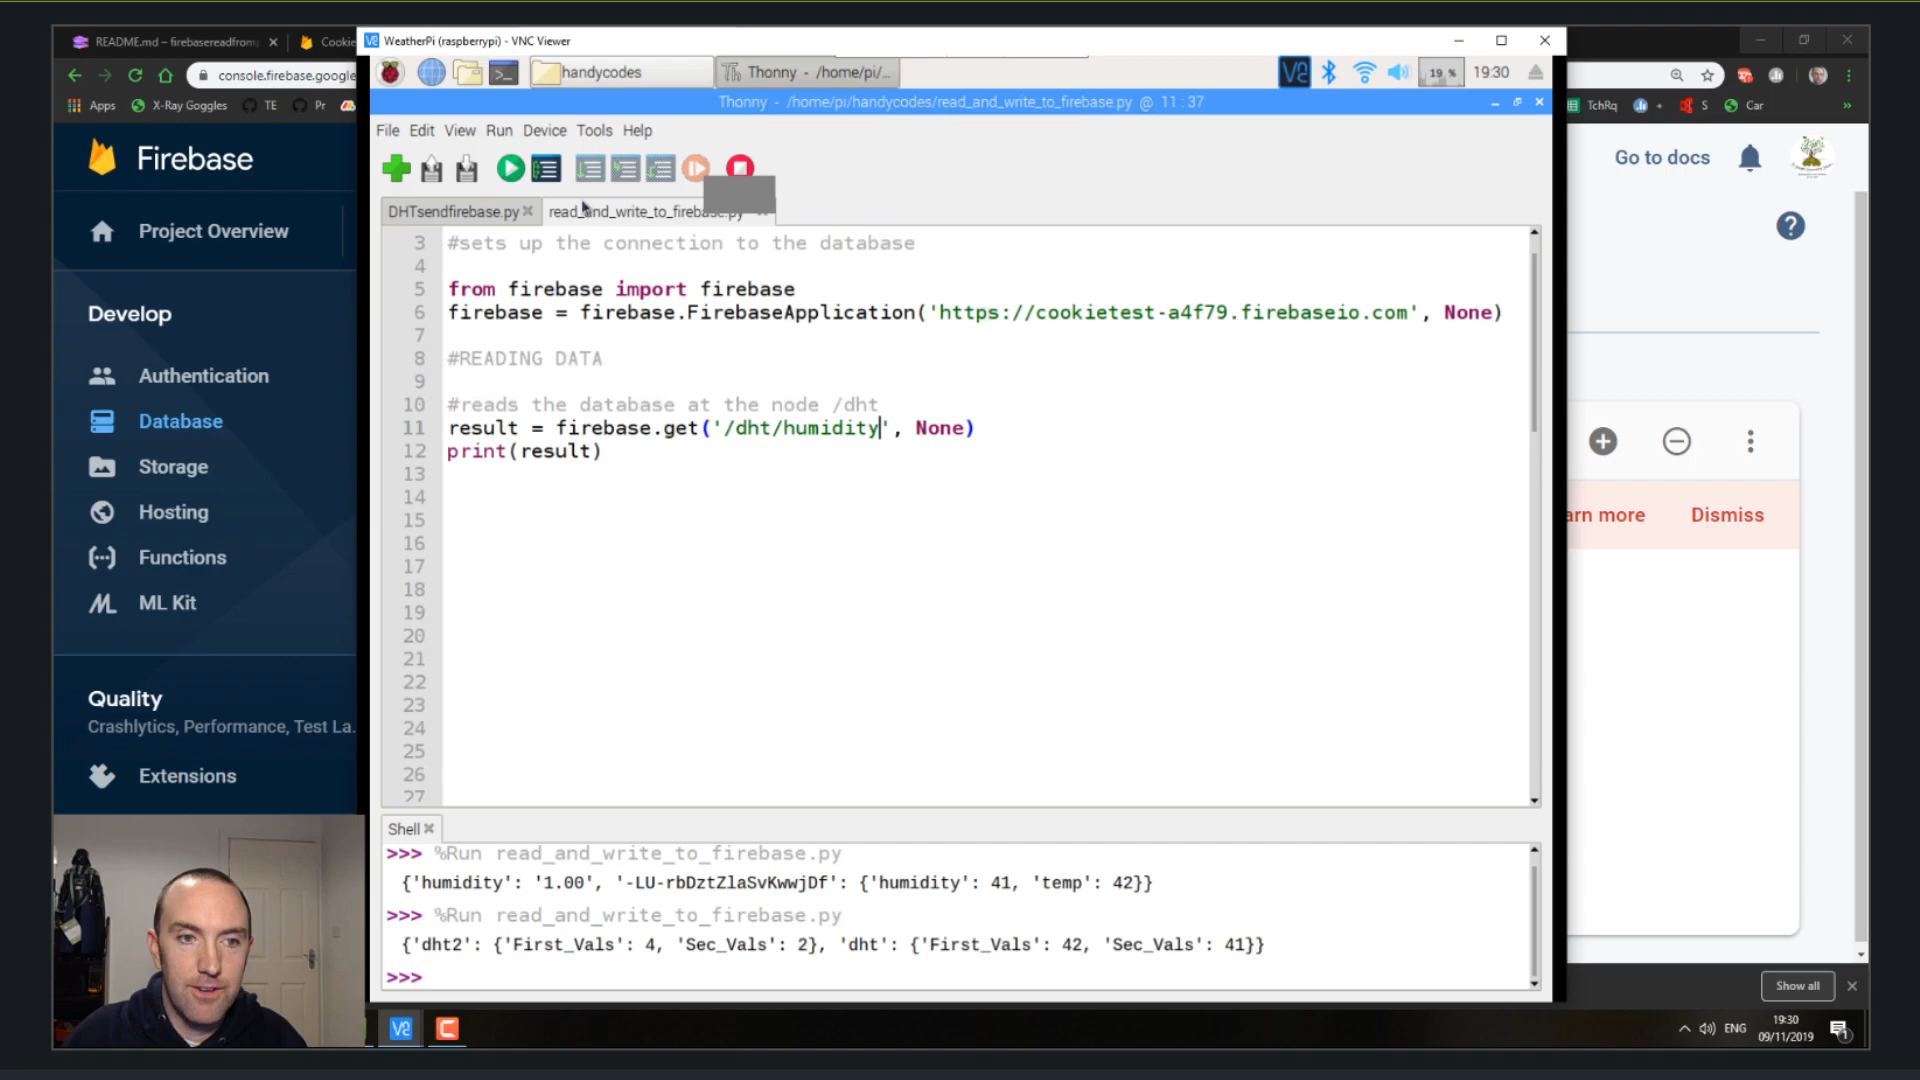 README.md – firebasereadfrom
Cookie
WeatherPi (raspberrypi) - VNC Viewer
console.firebase.google
handycodes
Thonny - /home/pi/...
19 %
19:30
Apps
X-Ray Goggles
TE
Pr
Thonny - /home/pi/handycodes/read_and_write_to_firebase.py @ 11 : 37
TchRq
+
S
Car
»
File Edit View Run Device Tools Help
Firebase
Go to docs
DHTsendfirebase.py
read_and_write_to_firebase.py
Project Overview
Develop
Authentication
Database
Storage
Hosting
Functions
ML Kit
Quality
Crashlytics, Performance, Test La...
Extensions
3 #sets up the connection to the database
4
5 from firebase import firebase
6 firebase = firebase.FirebaseApplication('https://cookietest-a4f79.firebaseio.com', None)
7
8 #READING DATA
9
10 #reads the database at the node /dht
11 result = firebase.get('/dht/humidity', None)
12 print(result)
13
14
15
16
17
18
19
20
21
22
23
24
25
26
27
arn more
Dismiss
Shell
>>> %Run read_and_write_to_firebase.py
{'humidity': '1.00', '-LU-rbDztZlaSvKwwjDf': {'humidity': 41, 'temp': 42}}
>>> %Run read_and_write_to_firebase.py
{'dht2': {'First_Vals': 4, 'Sec_Vals': 2}, 'dht': {'First_Vals': 42, 'Sec_Vals': 41}}
>>>
Show all
ENG
19:30
09/11/2019